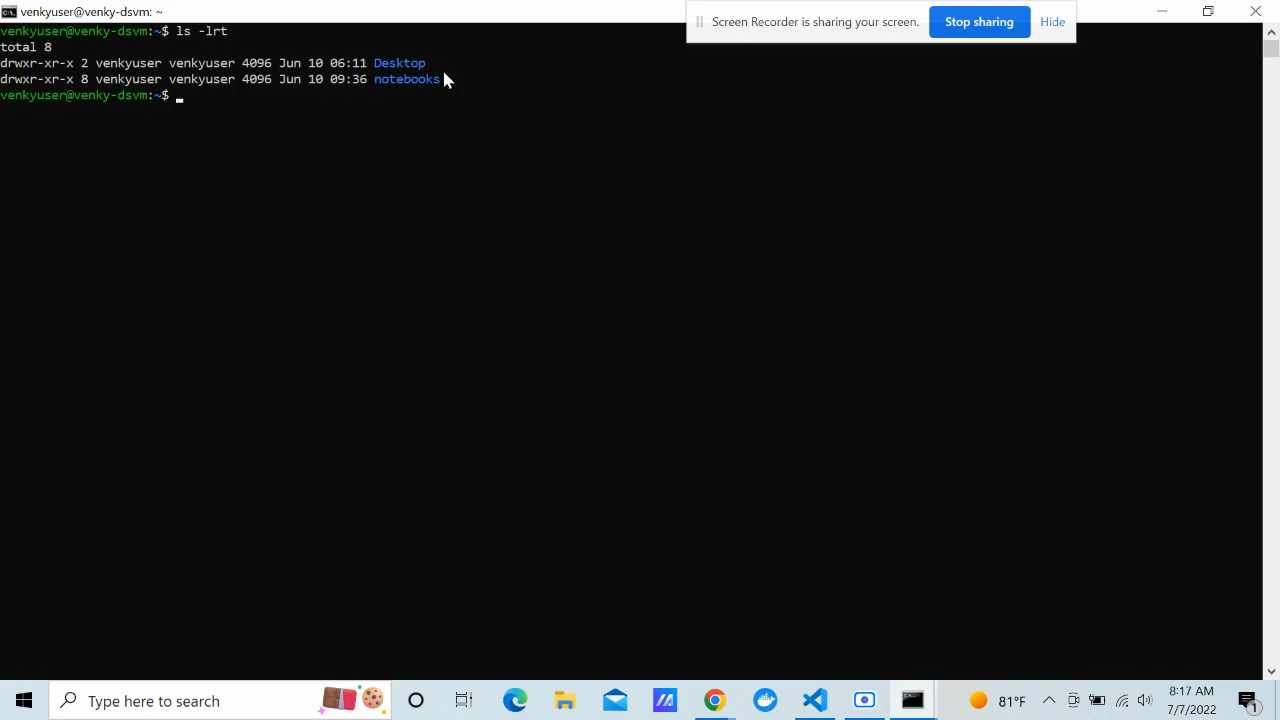 venkyuser@venky-dsvm: ~
Screen Recorder is sharing your screen. Stop sharing Hide
venkyuser@venky-dsvm:~$ ls -lrt
total 8
drwxr-xr-x 2 venkyuser venkyuser 4096 Jun 10 06:11 Desktop
drwxr-xr-x 8 venkyuser venkyuser 4096 Jun 10 09:36 notebooks
venkyuser@venky-dsvm:~$
Type here to search
81°F
8:17 AM
7/7/2022
1